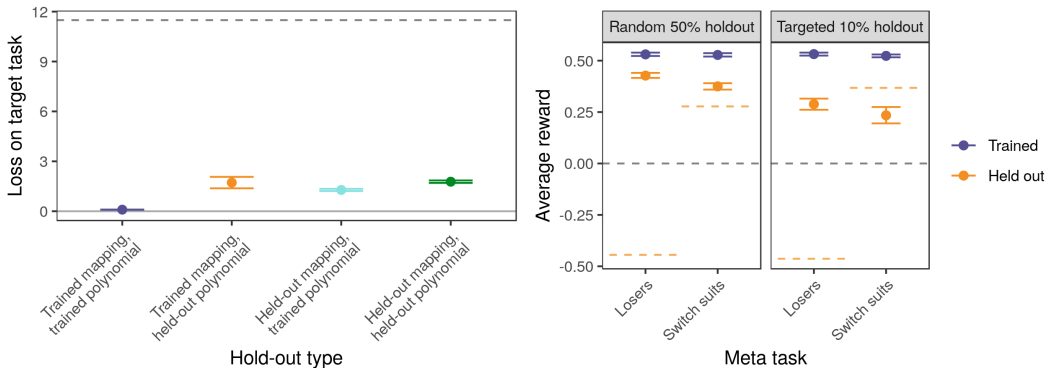 Loss on target task
12
9
6
3
0
Trained mapping,
trained polynomial
Trained mapping,
held-out polynomial
Held-out mapping,
trained polynomial
Held-out mapping,
held-out polynomial
Hold-out type
Random 50% holdout
Targeted 10% holdout
Average reward
0.50
0.25
0.00
-0.25
-0.50
Losers
Switch suits
Losers
Switch suits
Meta task
Trained
Held out